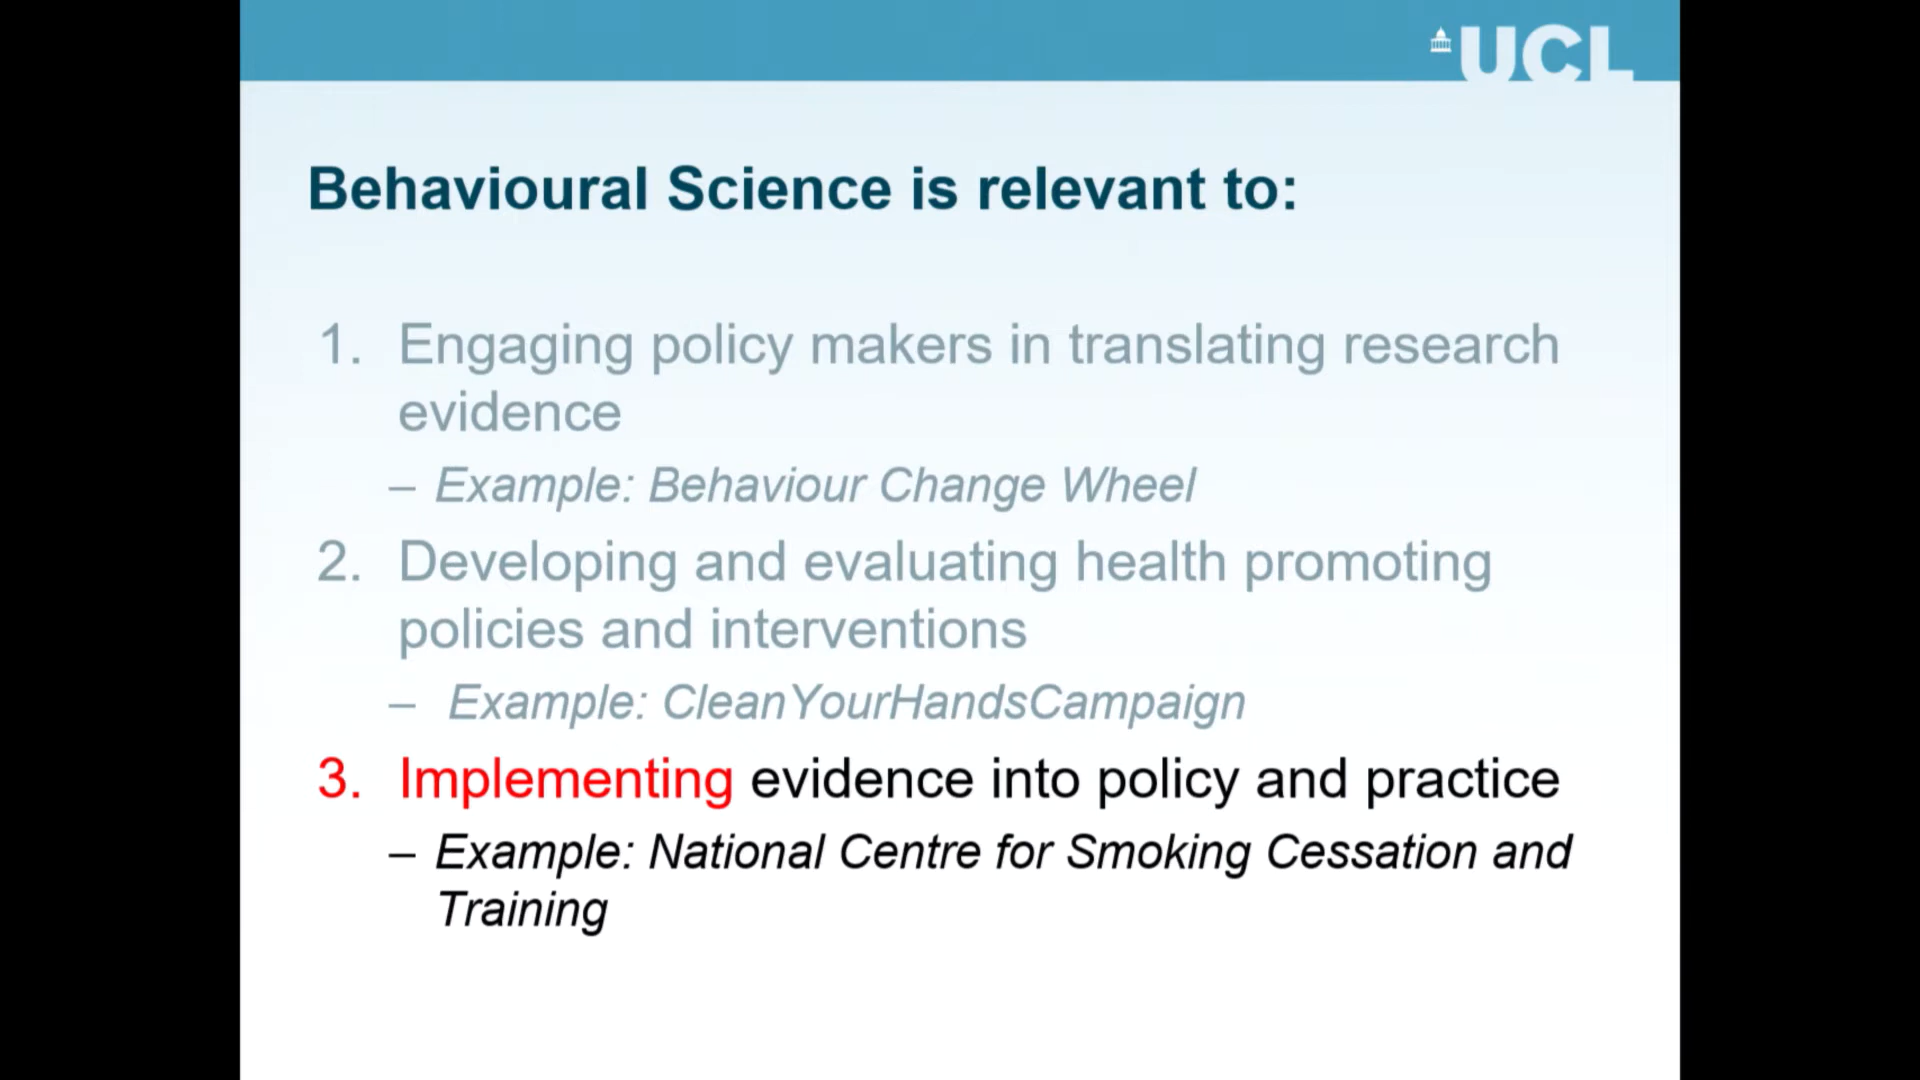 UCL
Behavioural Science is relevant to:
1. Engaging policy makers in translating research
evidence
– Example: Behaviour Change Wheel
2. Developing and evaluating health promoting
policies and interventions
– Example: CleanYourHandsCampaign
3. Implementing evidence into policy and practice
– Example: National Centre for Smoking Cessation and
Training